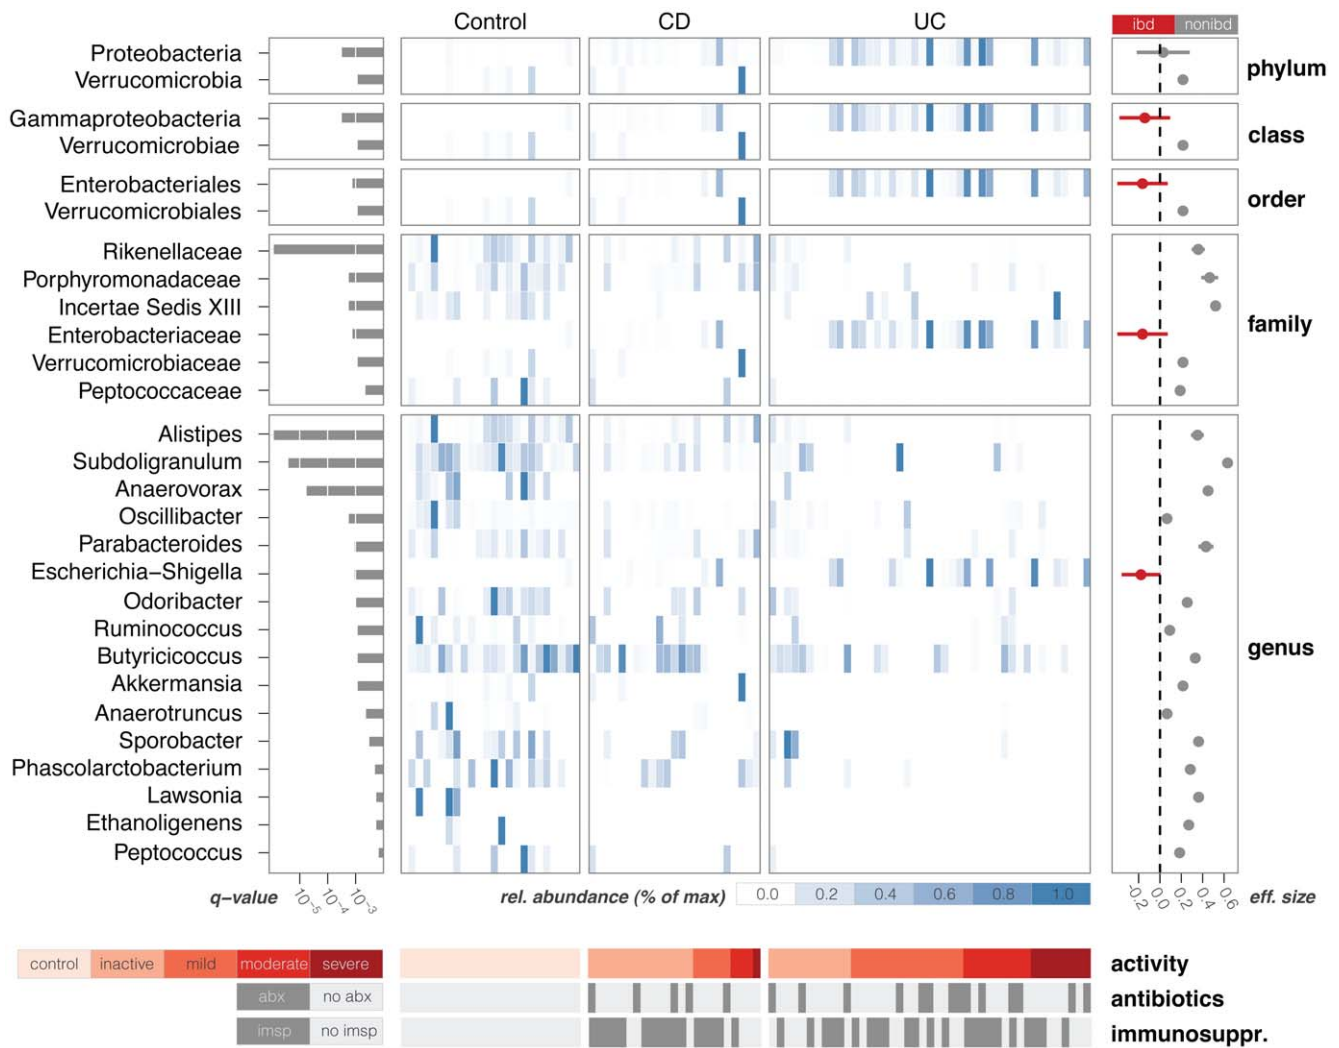 Control CD UC ibd nonibd
Proteobacteria
Verrucomicrobia
phylum
Gammaproteobacteria
Verrucomicrobiae
class
Enterobacteriales
Verrucomicrobiales
order
Rikenellaceae
Porphyromonadaceae
Incertae Sedis XIII
Enterobacteriaceae
Verrucomicrobiaceae
Peptococcaceae
family
Alistipes
Subdoligranulum
Anaerovorax
Oscillibacter
Parabacteroides
Escherichia–Shigella
Odoribacter
Ruminococcus
Butyricicoccus
Akkermansia
Anaerotruncus
Sporobacter
Phascolarctobacterium
Lawsonia
Ethanoligenens
Peptococcus
genus
q−value 10−5 10−4 10−3 rel. abundance (% of max) 0.0 0.2 0.4 0.6 0.8 1.0 -0.2 0.0 0.2 0.4 0.6 eff. size
control inactive mild moderate severe activity
abx no abx antibiotics
imsp no imsp immunosuppr.